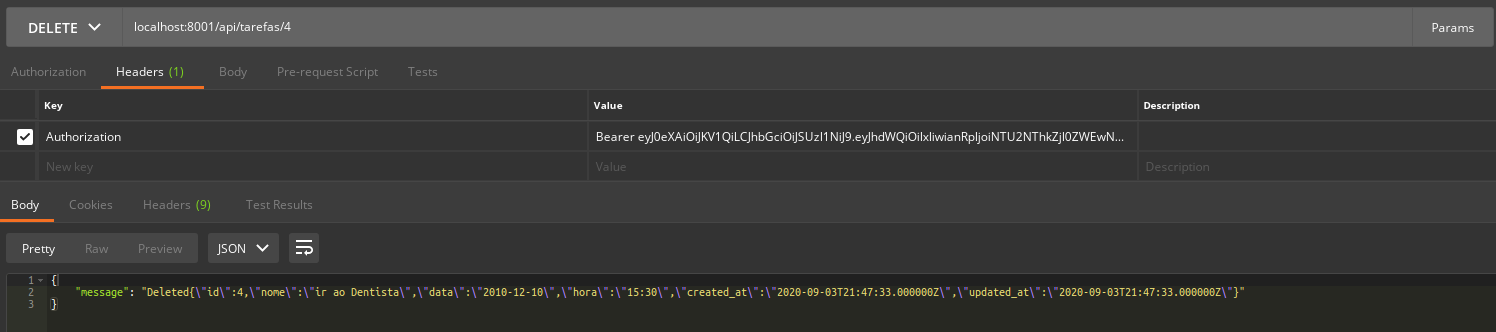 DELETE localhost:8001/api/tarefas/4 Params
Authorization Headers (1) Body Pre-request Script Tests
Key Value Description
Authorization Bearer eyJ0eXAiOiJKV1QiLCJhbGciOiJSUzI1NiJ9.eyJhdWQiOiIxIiwianRpIjoiNTU2NThkZjI0ZWEwN...
New key Value Description
Body Cookies Headers (9) Test Results
Pretty Raw Preview JSON
1 {
2 "message": "Deleted{\"id\":4,\"nome\":\"ir ao Dentista\",\"data\":\"2010-12-10\",\"hora\":\"15:30\",\"created_at\":\"2020-09-03T21:47:33.000000Z\",\"updated_at\":\"2020-09-03T21:47:33.000000Z\"}"
3 }